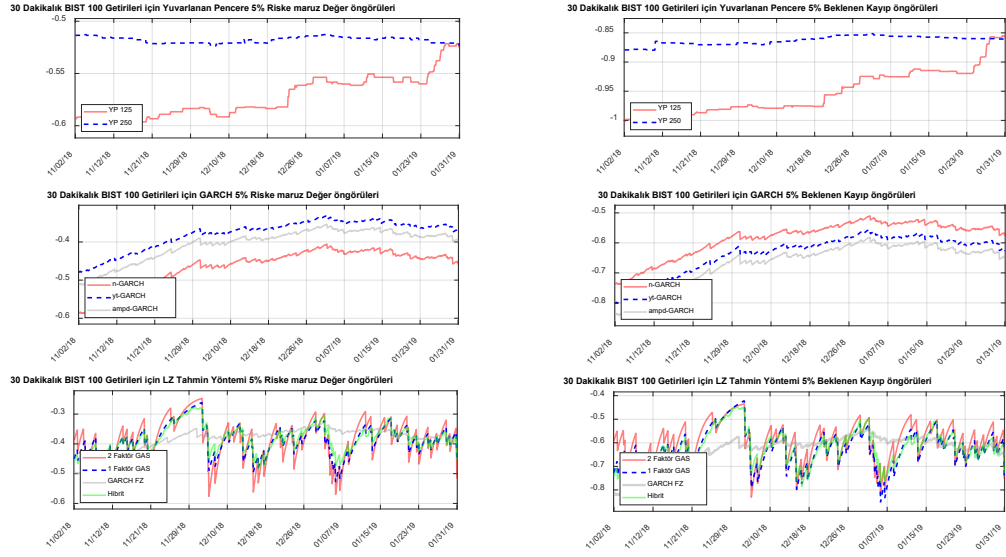 30 Dakikalık BIST 100 Getirileri için Yuvarlanan Pencere 5% Riske maruz Değer öngörüleri
-0.5
-0.55
-0.6
YP 125
YP 250
11/02/18 11/12/18 11/21/18 11/29/18 12/10/18 12/18/18 12/26/18 01/07/19 01/15/19 01/23/19 01/31/19
30 Dakikalık BIST 100 Getirileri için Yuvarlanan Pencere 5% Beklenen Kayıp öngörüleri
-0.85
-0.9
-0.95
-1
YP 125
YP 250
11/02/18 11/12/18 11/21/18 11/29/18 12/10/18 12/18/18 12/26/18 01/07/19 01/15/19 01/23/19 01/31/19
30 Dakikalık BIST 100 Getirileri için GARCH 5% Riske maruz Değer öngörüleri
-0.4
-0.5
-0.6
n-GARCH
yt-GARCH
ampd-GARCH
11/02/18 11/12/18 11/21/18 11/29/18 12/10/18 12/18/18 12/26/18 01/07/19 01/15/19 01/23/19 01/31/19
30 Dakikalık BIST 100 Getirileri için GARCH 5% Beklenen Kayıp öngörüleri
-0.5
-0.6
-0.7
-0.8
n-GARCH
yt-GARCH
ampd-GARCH
11/02/18 11/12/18 11/21/18 11/29/18 12/10/18 12/18/18 12/26/18 01/07/19 01/15/19 01/23/19 01/31/19
30 Dakikalık BIST 100 Getirileri için LZ Tahmin Yöntemi 5% Riske maruz Değer öngörüleri
-0.3
-0.4
-0.5
-0.6
2 Faktör GAS
1 Faktör GAS
GARCH FZ
Hibrit
11/02/18 11/12/18 11/21/18 11/29/18 12/10/18 12/18/18 12/26/18 01/07/19 01/15/19 01/23/19 01/31/19
30 Dakikalık BIST 100 Getirileri için LZ Tahmin Yöntemi 5% Beklenen Kayıp öngörüleri
-0.4
-0.5
-0.6
-0.7
-0.8
2 Faktör GAS
1 Faktör GAS
GARCH FZ
Hibrit
11/02/18 11/12/18 11/21/18 11/29/18 12/10/18 12/18/18 12/26/18 01/07/19 01/15/19 01/23/19 01/31/19